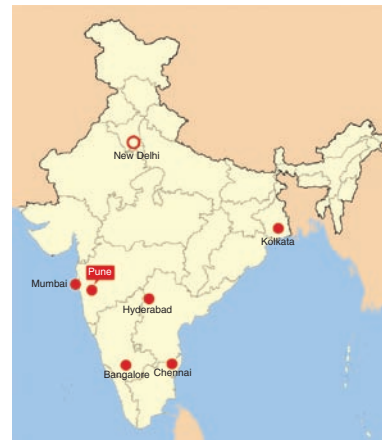 New Delhi
Kolkata
Pune
Mumbai
Hyderabad
Bangalore
Chennai